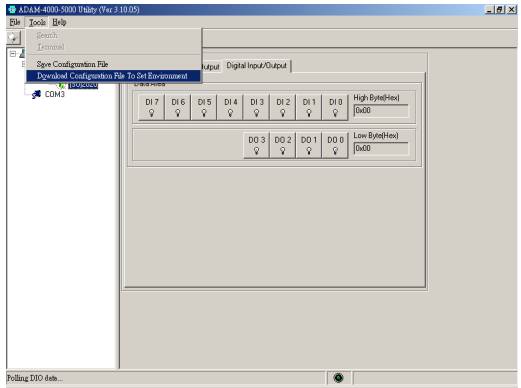 ADAM-4000-5000 Utility (Ver 3.10.05)
File Tools Help
Search
Terminal
Save Configuration File
Download Configuration File To Set Environment
COM3
Output
Digital Input/Output
Data Area
DI 7 DI 6 DI 5 DI 4 DI 3 DI 2 DI 1 DI 0
High Byte(Hex)
0x00
DO 3 DO 2 DO 1 DO 0
Low Byte(Hex)
0x00
Polling DIO data...